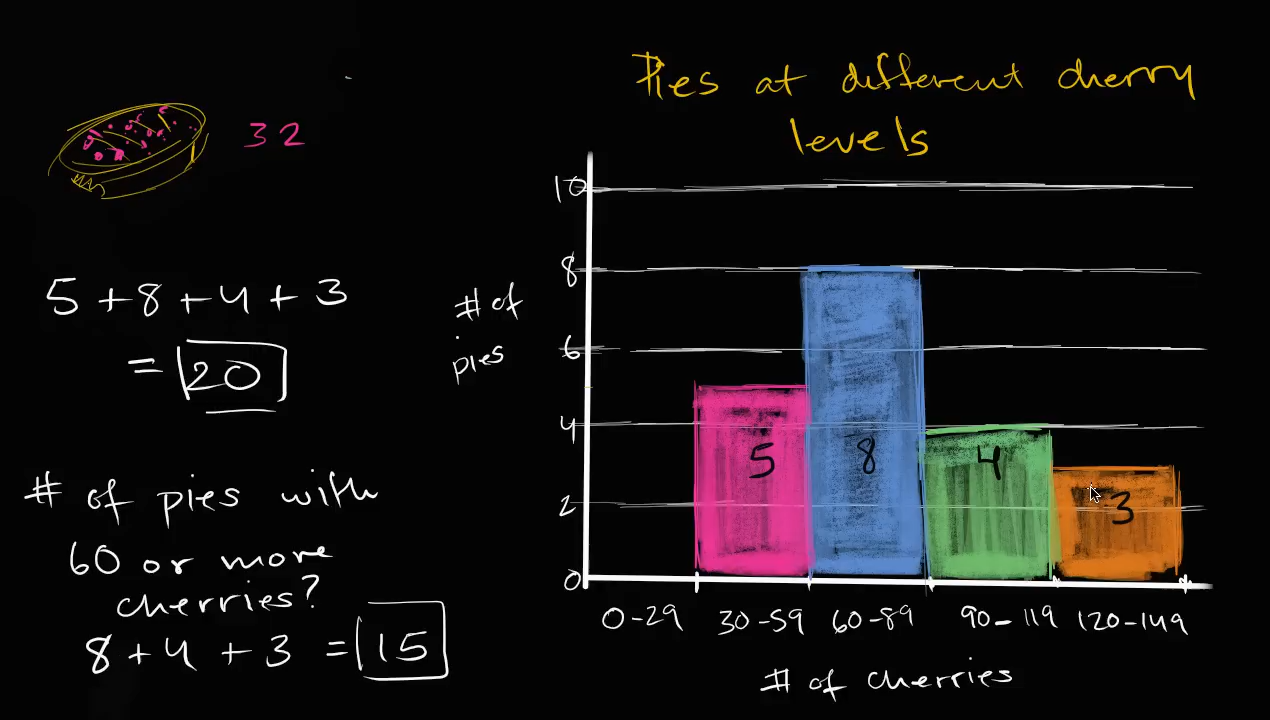 Pies at different cherry
levels
32
5 + 8 + 4 + 3
= 20
# of pies with
60 or more
cherries?
8 + 4 + 3 = 15
# of
pies
10
8
6
4
2
0
5
8
4
3
0-29 30-59 60-89 90-119 120-149
# of cherries